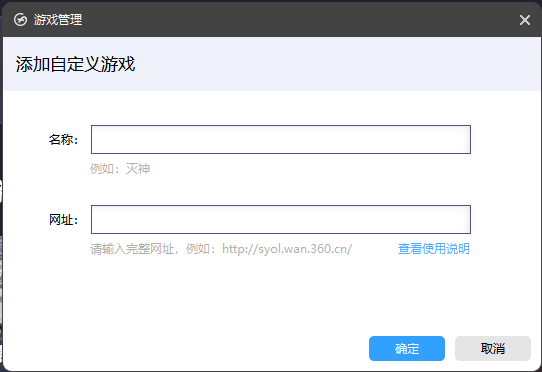 游戏管理
添加自定义游戏
名称：
例如：灭神
网址：
请输入完整网址，例如：http://syol.wan.360.cn/ 查看使用说明
确定 取消